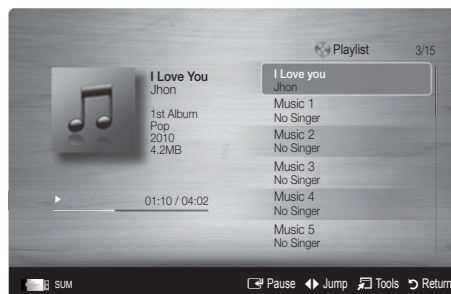 Playlist 3/15
I Love You
Jhon
1st Album
Pop
2010
4.2MB
01:10 / 04:02
I Love you
Jhon
Music 1
No Singer
Music 2
No Singer
Music 3
No Singer
Music 4
No Singer
Music 5
No Singer
SUM Pause Jump Tools Return